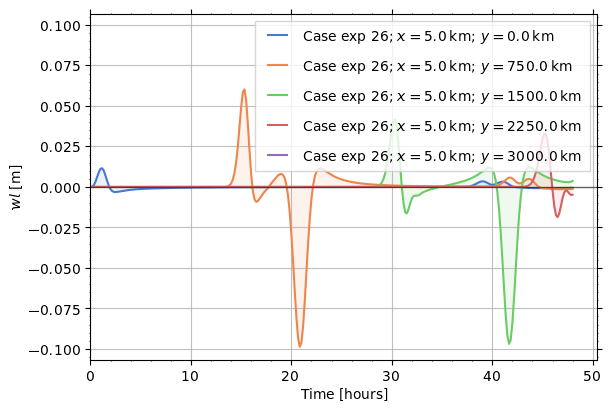 0.100
0.075
0.050
0.025
0.000
−0.025
−0.050
−0.075
−0.100
wl [m]
Case exp 26; x = 5.0 km; y = 0.0 km
Case exp 26; x = 5.0 km; y = 750.0 km
Case exp 26; x = 5.0 km; y = 1500.0 km
Case exp 26; x = 5.0 km; y = 2250.0 km
Case exp 26; x = 5.0 km; y = 3000.0 km
0 10 20 30 40 50
Time [hours]